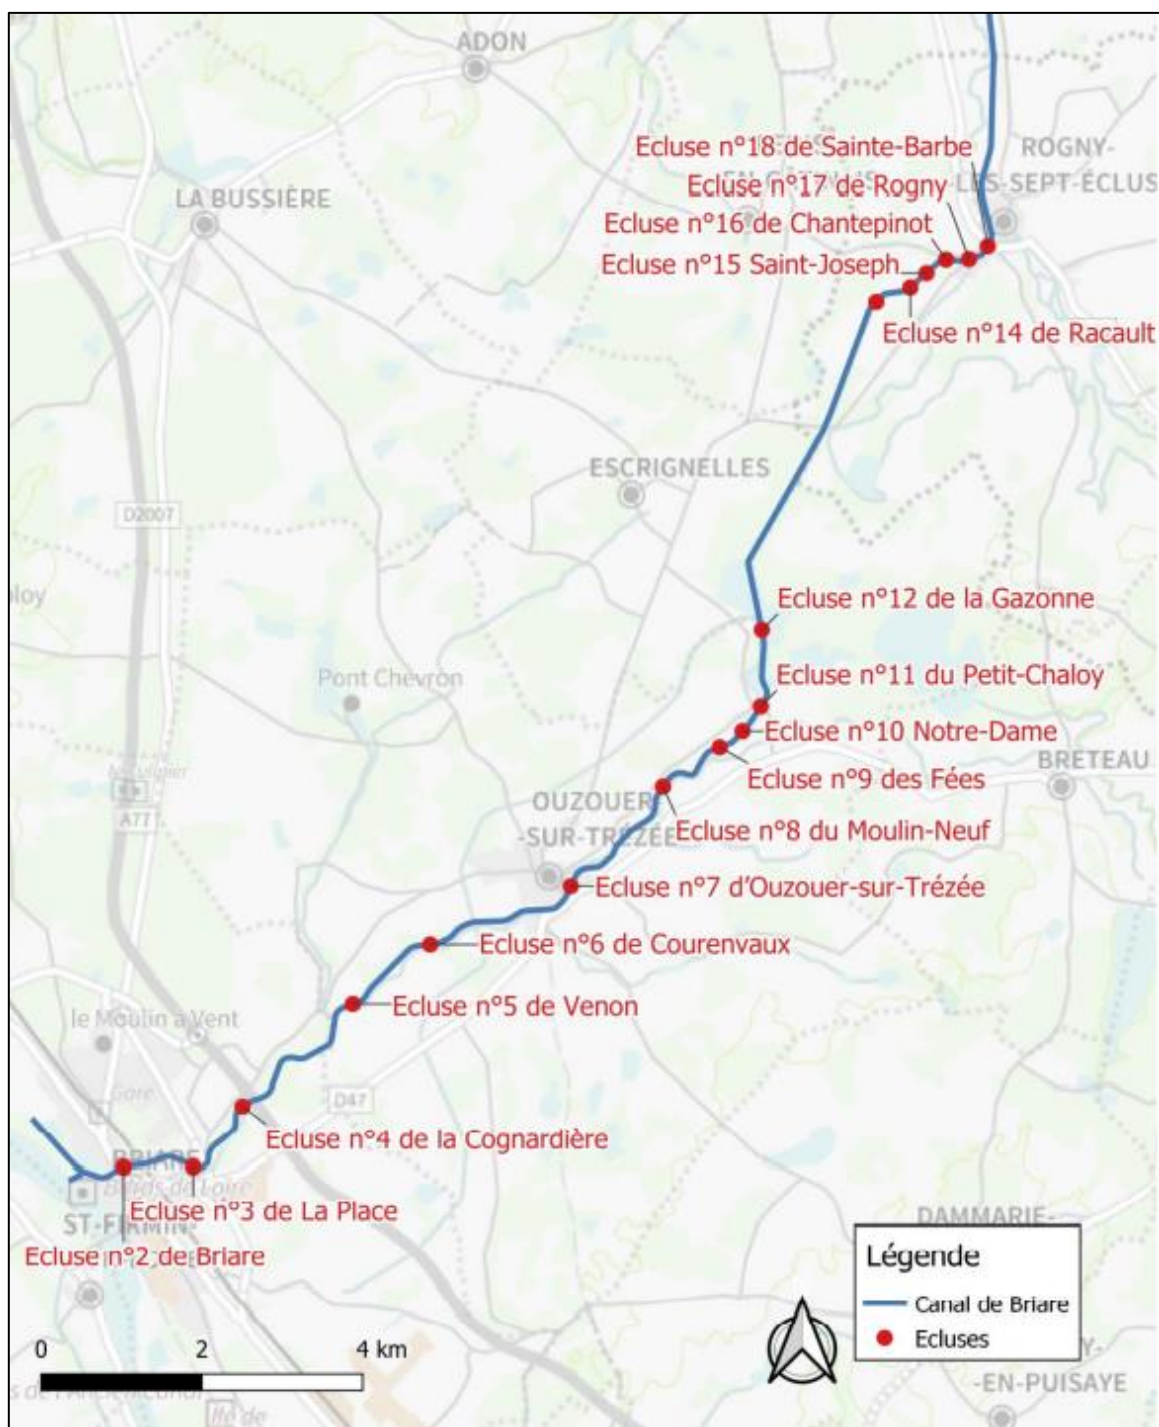 ADON
Ecluse n°18 de Sainte-Barbe
ROGNY-
LES-SEPT-ÉCLUS
Ecluse n°17 de Rogny
LA BUSSIÈRE
Ecluse n°16 de Chantepinot
Ecluse n°15 Saint-Joseph
Ecluse n°14 de Racault
ESCRIGNELLES
D2007
Ecluse n°12 de la Gazonne
Pont Chevron
Ecluse n°11 du Petit-Chaloy
Ecluse n°10 Notre-Dame
BRETEAU
Ecluse n°9 des Fées
OUZOUER
-SUR-TRÉZÉE
Ecluse n°8 du Moulin-Neuf
A77
Ecluse n°7 d'Ouzouer-sur-Trézée
Ecluse n°6 de Courenvaux
Ecluse n°5 de Venon
le Moulin à Vent
Gare
D47
Ecluse n°4 de la Cognardière
BRIARE
Ecluse n°3 de La Place
ST-FIRMIN-
Ecluse n°2 de Briare
DAMMARIE-
Légende
Canal de Briare
Ecluses
0 2 4 km
-EN-PUISAYE